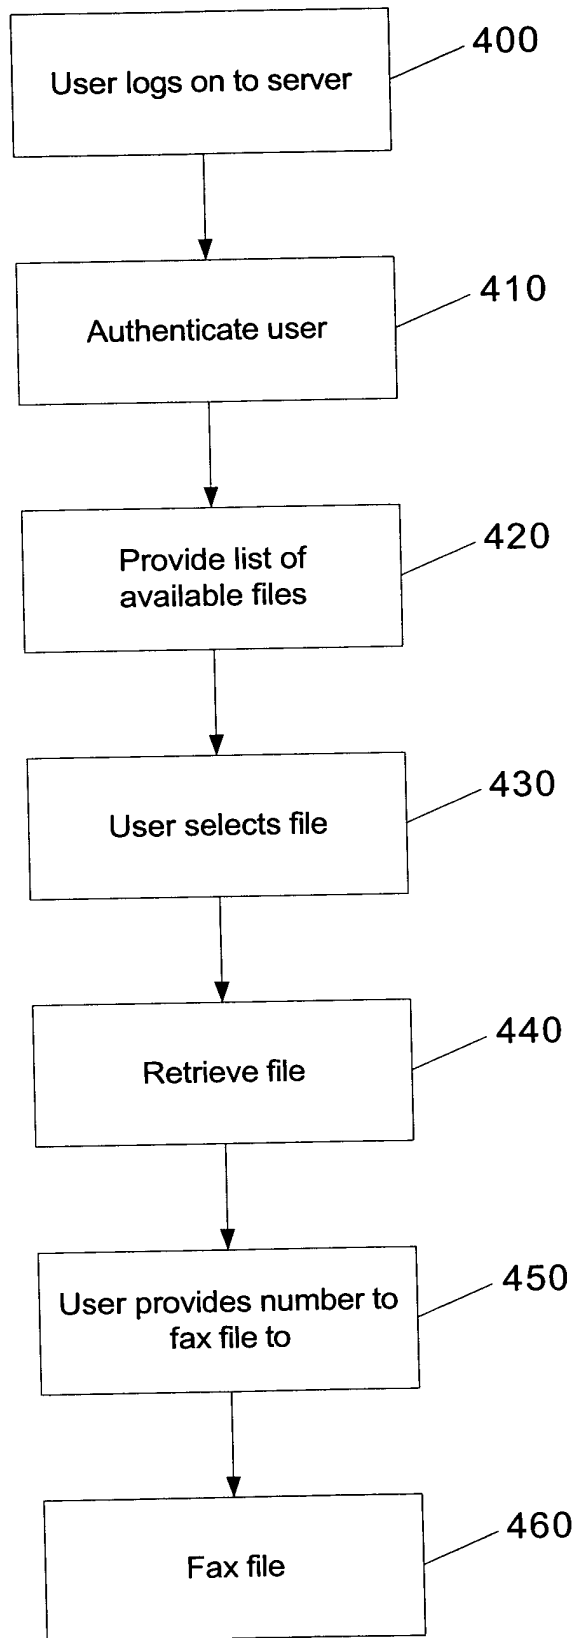 400
User logs on to server
410
Authenticate user
420
Provide list of
available files
430
User selects file
440
Retrieve file
450
User provides number to
fax file to
460
Fax file